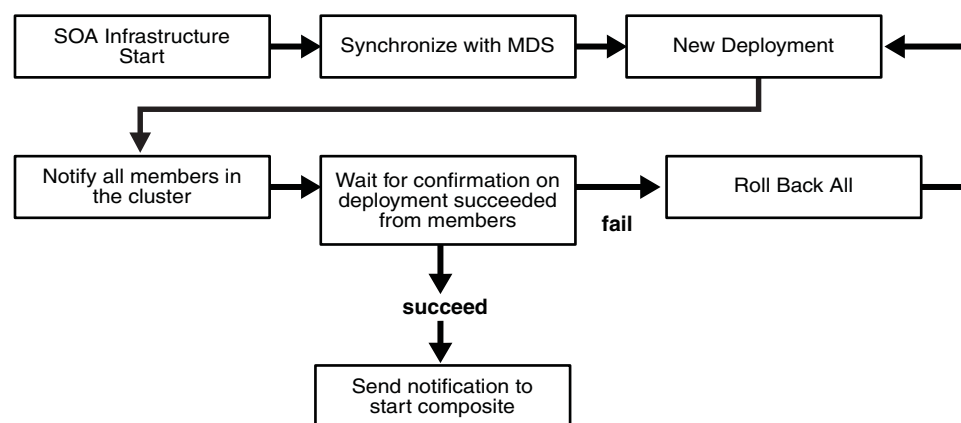 SOA Infrastructure
Start
Synchronize with MDS
New Deployment
Notify all members in
the cluster
Wait for confirmation on
deployment succeeded
from members
fail
Roll Back All
succeed
Send notification to
start composite